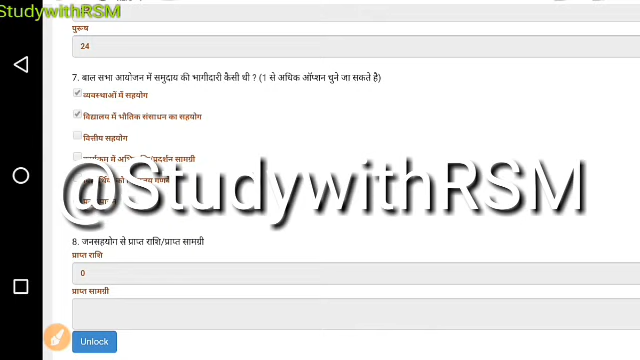 StudywithRSM
पुरूष
24
7. बाल सभा आयोजन में समुदाय की भागीदारी कैसी थी ? (1 से अधिक ऑप्शन चुने जा सकते है)
व्यवस्थाओं में सहयोग
विद्यालय में भौतिक संसाधन का सहयोग
वित्तीय सहयोग
@StudywithRSM
8. जनसहयोग से प्राप्त राशि/प्राप्त सामग्री
प्राप्त राशि
0
प्राप्त सामग्री
Unlock